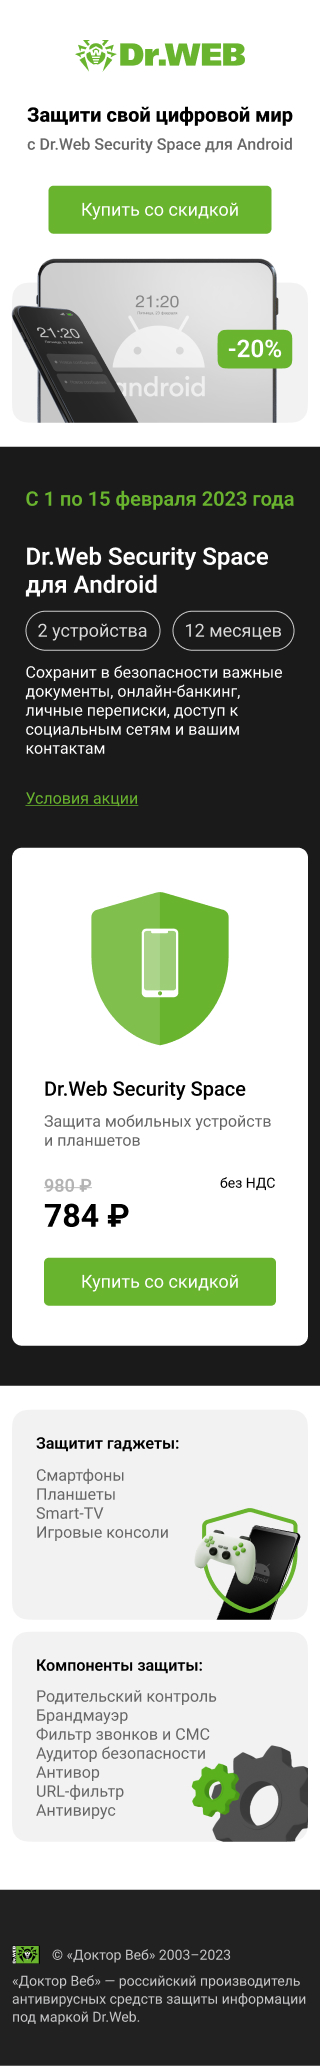 Dr.WEB
Защити свой цифровой мир
с Dr.Web Security Space для Android
Купить со скидкой
21:20
21:20
-20%
android
С 1 по 15 февраля 2023 года
Dr.Web Security Space
для Android
2 устройства
12 месяцев
Сохранит в безопасности важные
документы, онлайн-банкинг,
личные переписки, доступ к
социальным сетям и вашим
контактам
Условия акции
Dr.Web Security Space
Защита мобильных устройств
и планшетов
980 ₽
без НДС
784 ₽
Купить со скидкой
Защитит гаджеты:
Смартфоны
Планшеты
Smart-TV
Игровые консоли
Компоненты защиты:
Родительский контроль
Брандмауэр
Фильтр звонков и СМС
Аудитор безопасности
Антивор
URL-фильтр
Антивирус
© «Доктор Веб» 2003–2023
«Доктор Веб» — российский производитель
антивирусных средств защиты информации
под маркой Dr.Web.